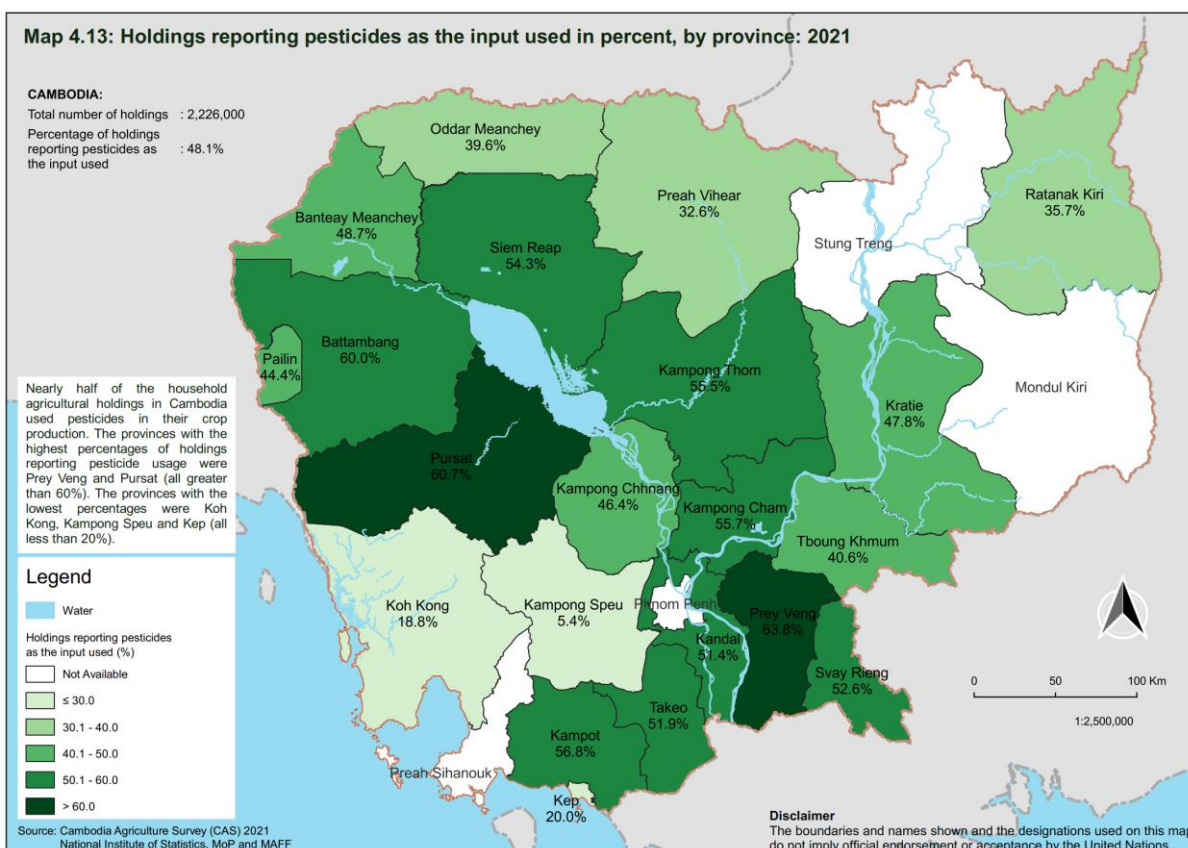 Map 4.13: Holdings reporting pesticides as the input used in percent, by province: 2021
CAMBODIA:
Total number of holdings : 2,226,000
Percentage of holdings
reporting pesticides as
the input used : 48.1%
Oddar Meanchey
39.6%
Preah Vihear
32.6%
Ratanak Kiri
35.7%
Banteay Meanchey
48.7%
Siem Reap
54.3%
Stung Treng
Battambang
60.0%
Pailin
44.4%
Kampong Thom
55.5%
Kratie
47.8%
Mondul Kiri
Pursat
60.7%
Kampong Chhnang
46.4%
Kampong Cham
55.7%
Tboung Khmum
40.6%
Koh Kong
18.8%
Kampong Speu
5.4%
Phnom Penh
Prey Veng
63.8%
Kandal
51.4%
Svay Rieng
52.6%
Takeo
51.9%
Kampot
56.8%
Preah Sihanouk
Kep
20.0%
Nearly half of the household
agricultural holdings in Cambodia
used pesticides in their crop
production. The provinces with the
highest percentages of holdings
reporting pesticide usage were
Prey Veng and Pursat (all greater
than 60%). The provinces with the
lowest percentages were Koh
Kong, Kampong Speu and Kep (all
less than 20%).
Legend
Water
Holdings reporting pesticides
as the input used (%)
Not Available
≤ 30.0
30.1 - 40.0
40.1 - 50.0
50.1 - 60.0
> 60.0
Source: Cambodia Agriculture Survey (CAS) 2021
National Institute of Statistics, MoP and MAFF
0 50 100 Km
1:2,500,000
Disclaimer
The boundaries and names shown and the designations used on this map
do not imply official endorsement or acceptance by the United Nations.